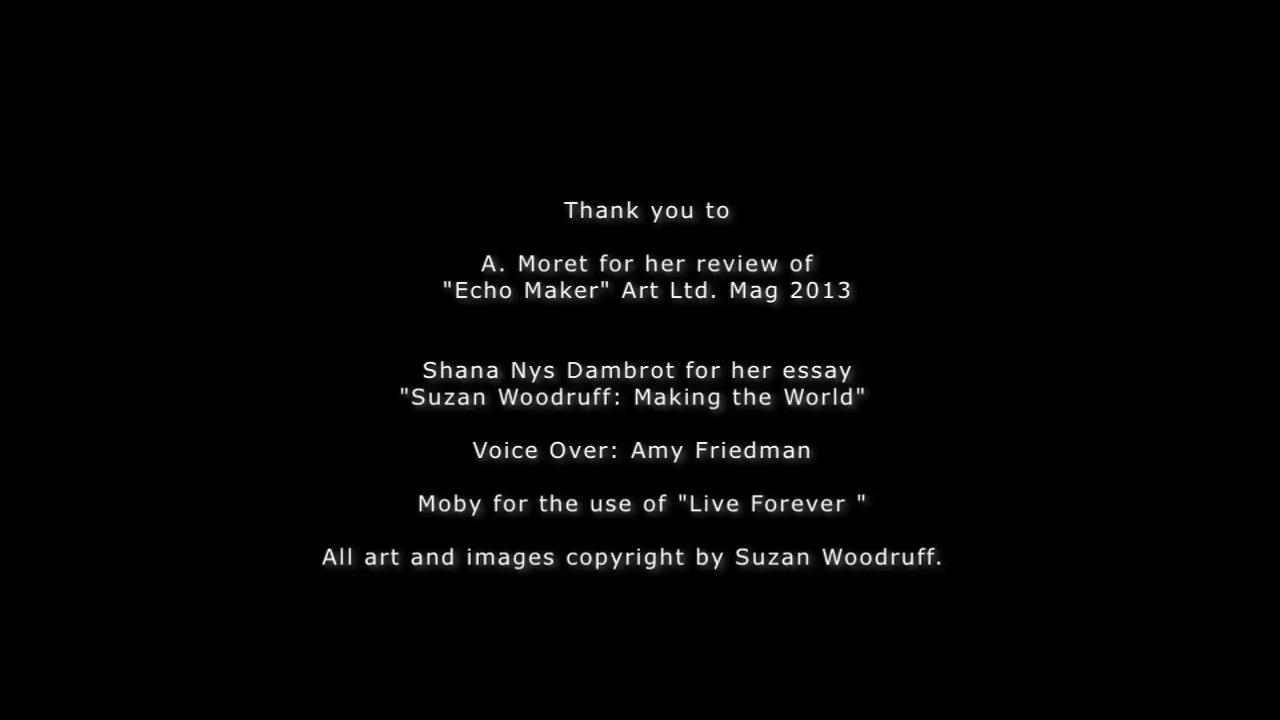 Thank you to
A. Moret for her review of
"Echo Maker" Art Ltd. Mag 2013
Shana Nys Dambrot for her essay
"Suzan Woodruff: Making the World"
Voice Over: Amy Friedman
Moby for the use of "Live Forever "
All art and images copyright by Suzan Woodruff.